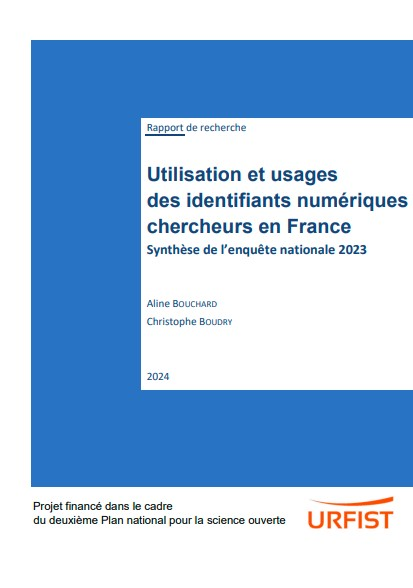 Rapport de recherche
Utilisation et usages
des identifiants numériques
chercheurs en France
Synthèse de l'enquête nationale 2023
Aline BOUCHARD
Christophe BOUDRY
2024
Projet financé dans le cadre
du deuxième Plan national pour la science ouverte
URFIST